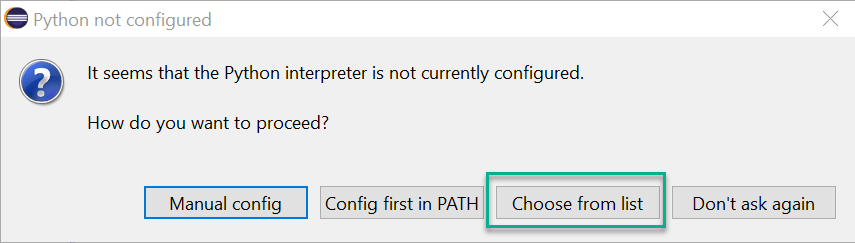 Python not configured
It seems that the Python interpreter is not currently configured.
How do you want to proceed?
Manual config
Config first in PATH
Choose from list
Don't ask again